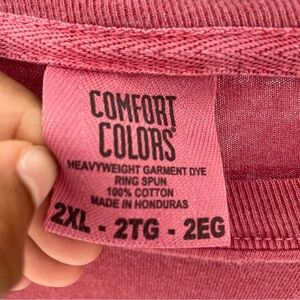 COMFORT
COLORS®
HEAVYWEIGHT GARMENT DYE
RING SPUN
100% COTTON
MADE IN HONDURAS
2XL - 2TG - 2EG